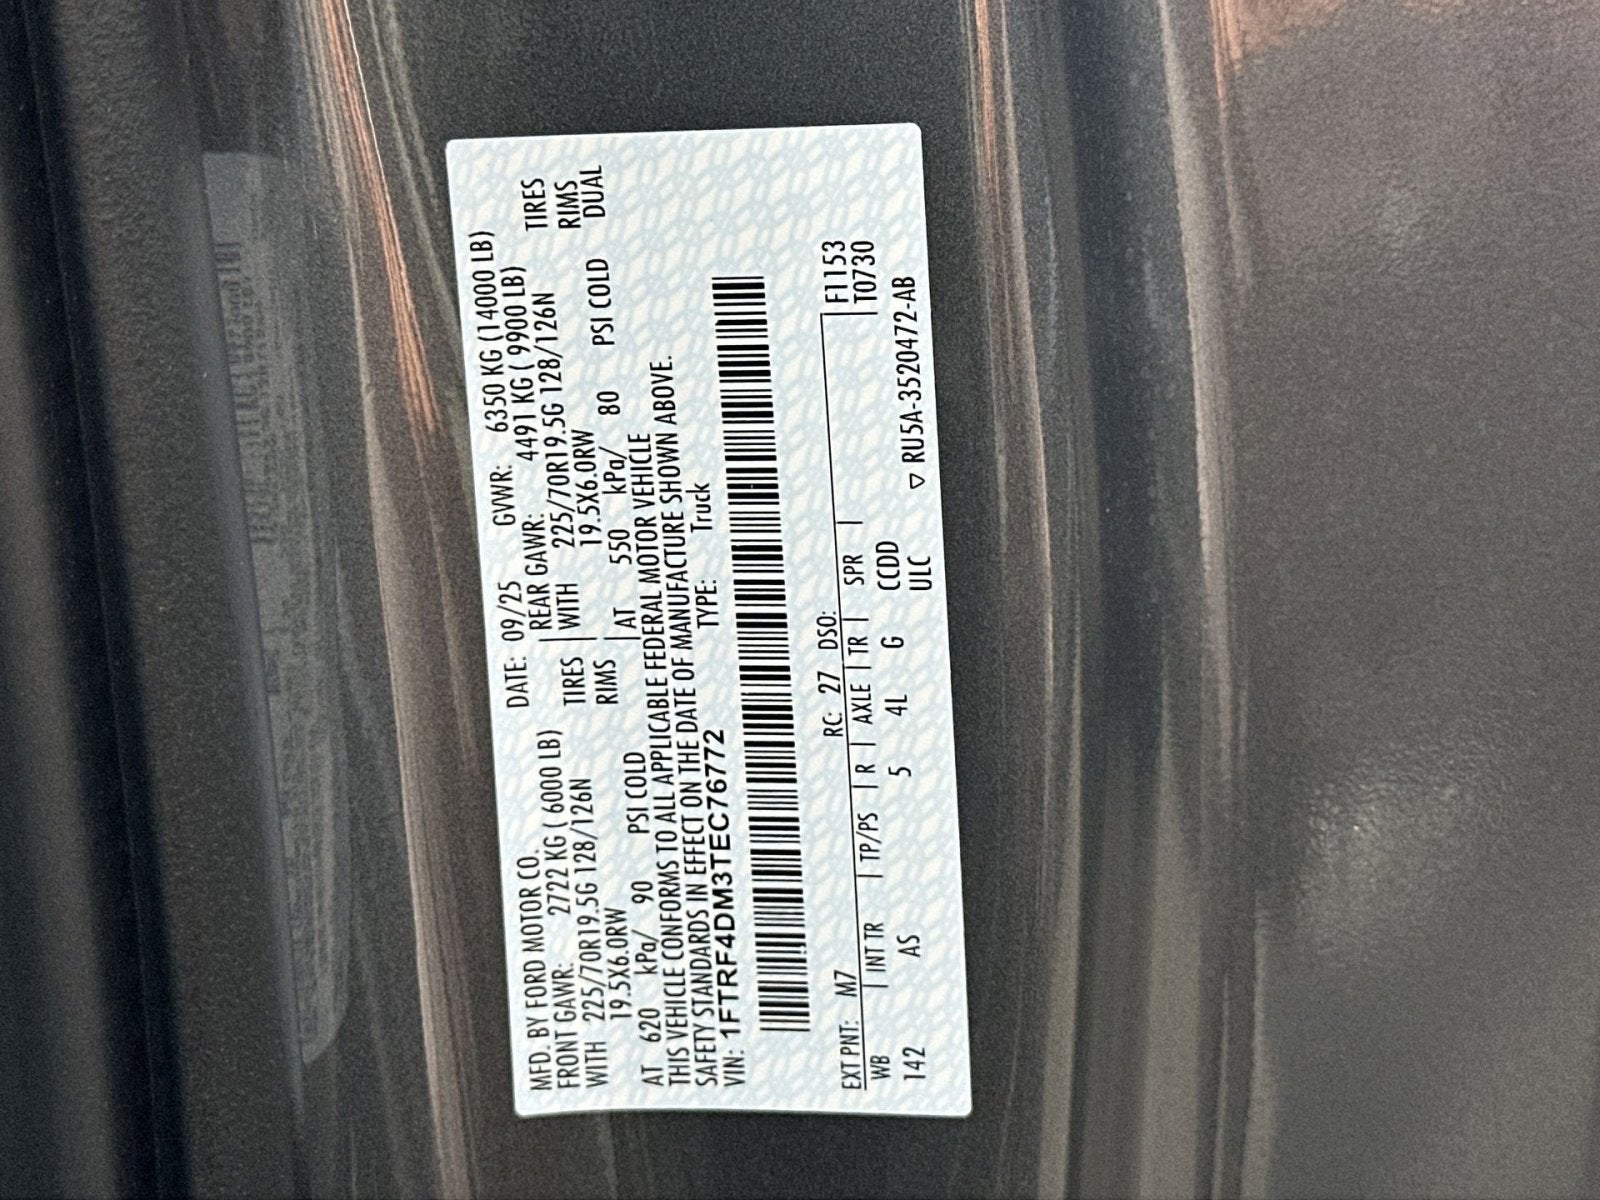 MFD. BY FORD MOTOR CO. DATE: 09/25 GVWR: 6350 KG (14000 LB)
FRONT GAWR: 2722 KG ( 6000 LB) REAR GAWR: 4491 KG ( 9900 LB)
WITH 225/70R19.5G 128/126N TIRES WITH 225/70R19.5G 128/126N TIRES
19.5X6.0RW RIMS 19.5X6.0RW RIMS
AT 620 kPa/ 90 PSI COLD AT 550 kPa/ 80 PSI COLD DUAL
THIS VEHICLE CONFORMS TO ALL APPLICABLE FEDERAL MOTOR VEHICLE
SAFETY STANDARDS IN EFFECT ON THE DATE OF MANUFACTURE SHOWN ABOVE.
VIN: 1FTRF4DM3TEC76772 TYPE: Truck
EXT PNT: M7 RC: 27 DSO: F1153
WB | INT TR | TP/PS | R | AXLE | TR | SPR | T0730
142 AS 5 4L G CCDD
ULC ▽ RU5A-3520472-AB